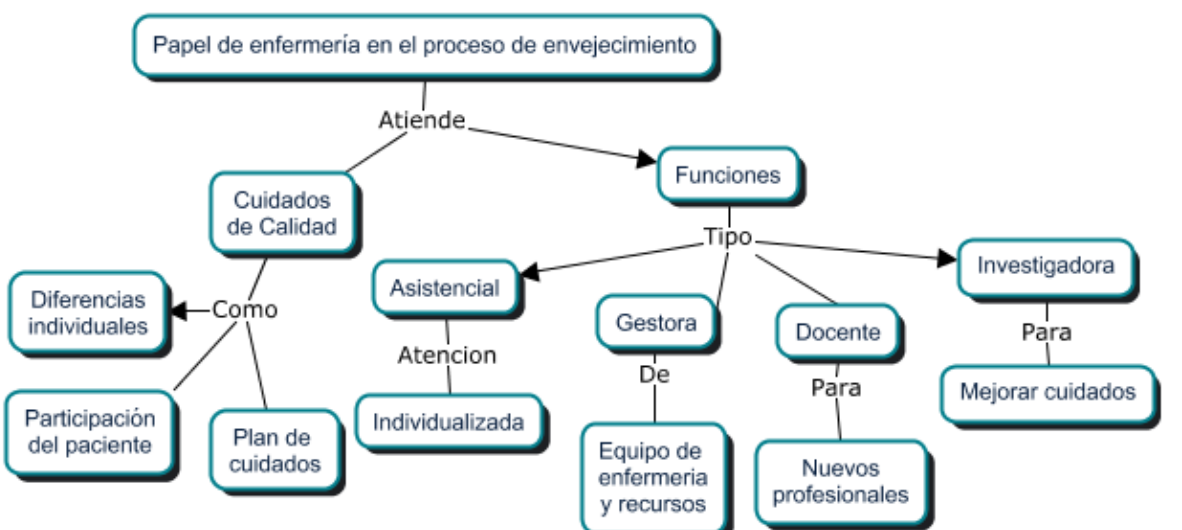 Papel de enfermería en el proceso de envejecimiento
Atiende
Cuidados
de Calidad
Funciones
Como
Tipo
Diferencias
individuales
Participación
del paciente
Plan de
cuidados
Asistencial
Atencion
Individualizada
Gestora
De
Equipo de
enfermeria
y recursos
Docente
Para
Nuevos
profesionales
Investigadora
Para
Mejorar cuidados